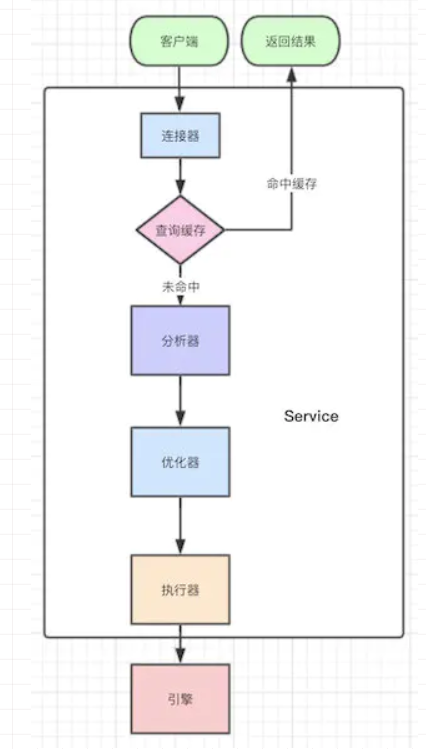 客户端
返回结果
连接器
命中缓存
查询缓存
未命中
分析器
Service
优化器
执行器
引擎